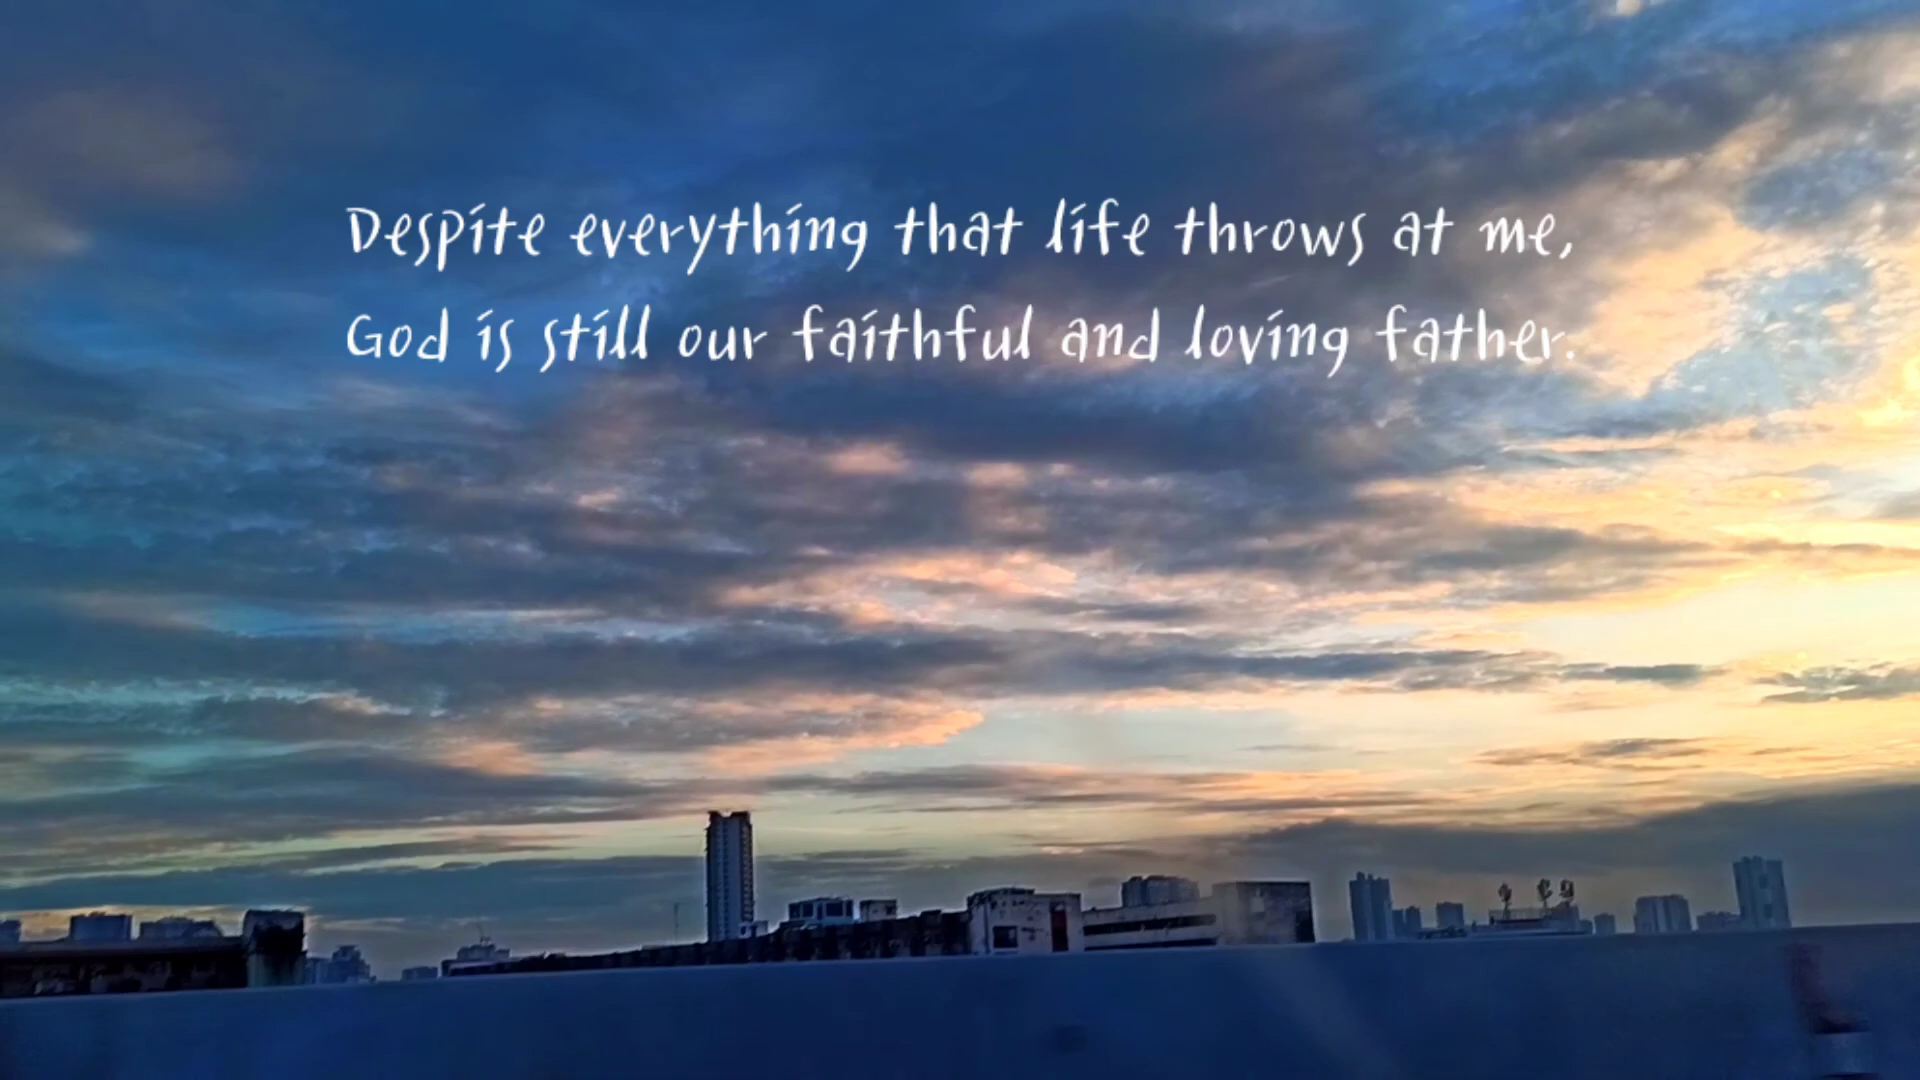 Despite everything that life throws at me,
God is still our faithful and loving father.